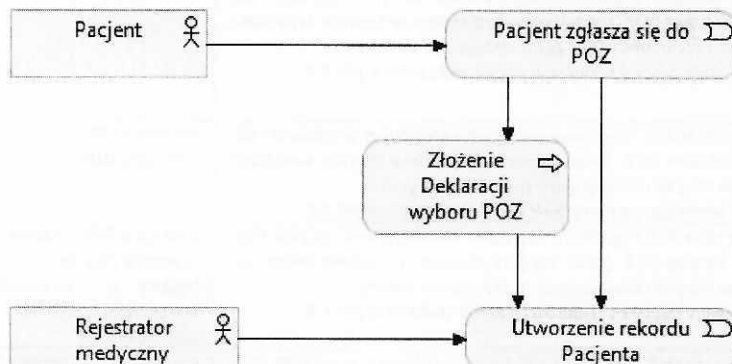 Pacjent
Pacjent zgłasza się do
POZ
Złożenie
Deklaracji
wyboru POZ
Rejestrator
medyczny
Utworzenie rekordu
Pacjenta